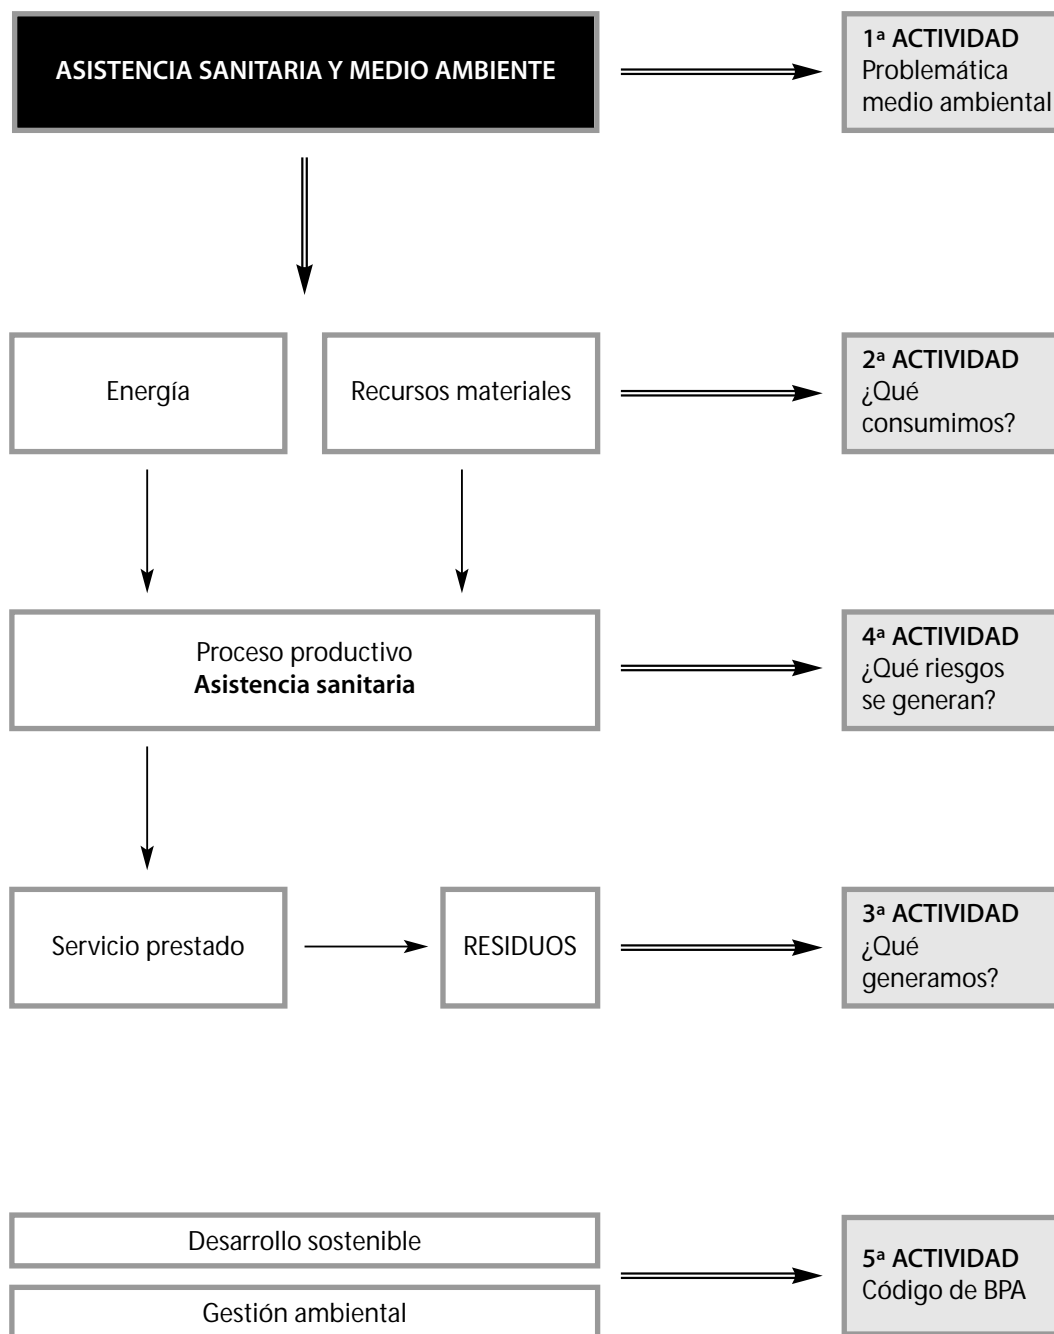 ASISTENCIA SANITARIA Y MEDIO AMBIENTE
1ª ACTIVIDAD
Problemática
medio ambiental
Energía
Recursos materiales
2ª ACTIVIDAD
¿Qué
consumimos?
Proceso productivo
Asistencia sanitaria
4ª ACTIVIDAD
¿Qué riesgos
se generan?
Servicio prestado
RESIDUOS
3ª ACTIVIDAD
¿Qué
generamos?
Desarrollo sostenible
Gestión ambiental
5ª ACTIVIDAD
Código de BPA